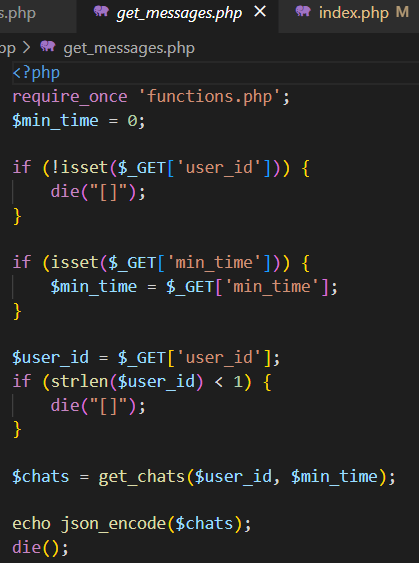 s.php get_messages.php × index.php M
pp > get_messages.php
<?php
require_once 'functions.php';
$min_time = 0;
if (!isset($_GET['user_id'])) {
die("[]");
}
if (isset($_GET['min_time'])) {
$min_time = $_GET['min_time'];
}
$user_id = $_GET['user_id'];
if (strlen($user_id) < 1) {
die("[]");
}
$chats = get_chats($user_id, $min_time);
echo json_encode($chats);
die();